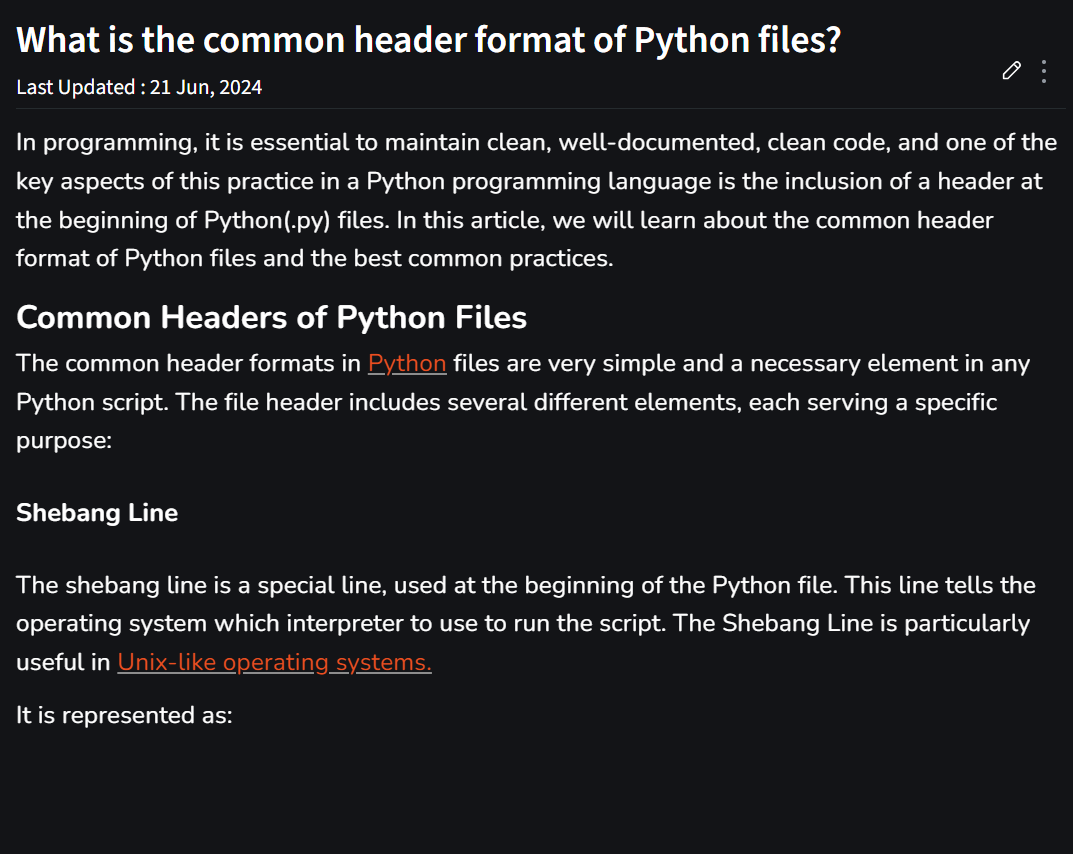 What is the common header format of Python files?
Last Updated : 21 Jun, 2024
In programming, it is essential to maintain clean, well-documented, clean code, and one of the
key aspects of this practice in a Python programming language is the inclusion of a header at
the beginning of Python(.py) files. In this article, we will learn about the common header
format of Python files and the best common practices.
Common Headers of Python Files
The common header formats in Python files are very simple and a necessary element in any
Python script. The file header includes several different elements, each serving a specific
purpose:
Shebang Line
The shebang line is a special line, used at the beginning of the Python file. This line tells the
operating system which interpreter to use to run the script. The Shebang Line is particularly
useful in Unix-like operating systems.
It is represented as: